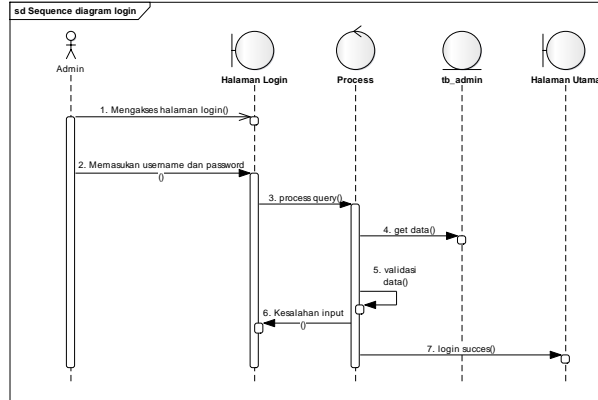 sd Sequence diagram login
Admin
Halaman Login
Process
tb_admin
Halaman Utama
1. Mengakses halaman login()
2. Memasukan username dan password
()
3. process query()
4. get data()
5. validasi
data()
6. Kesalahan input
()
7. login succes()